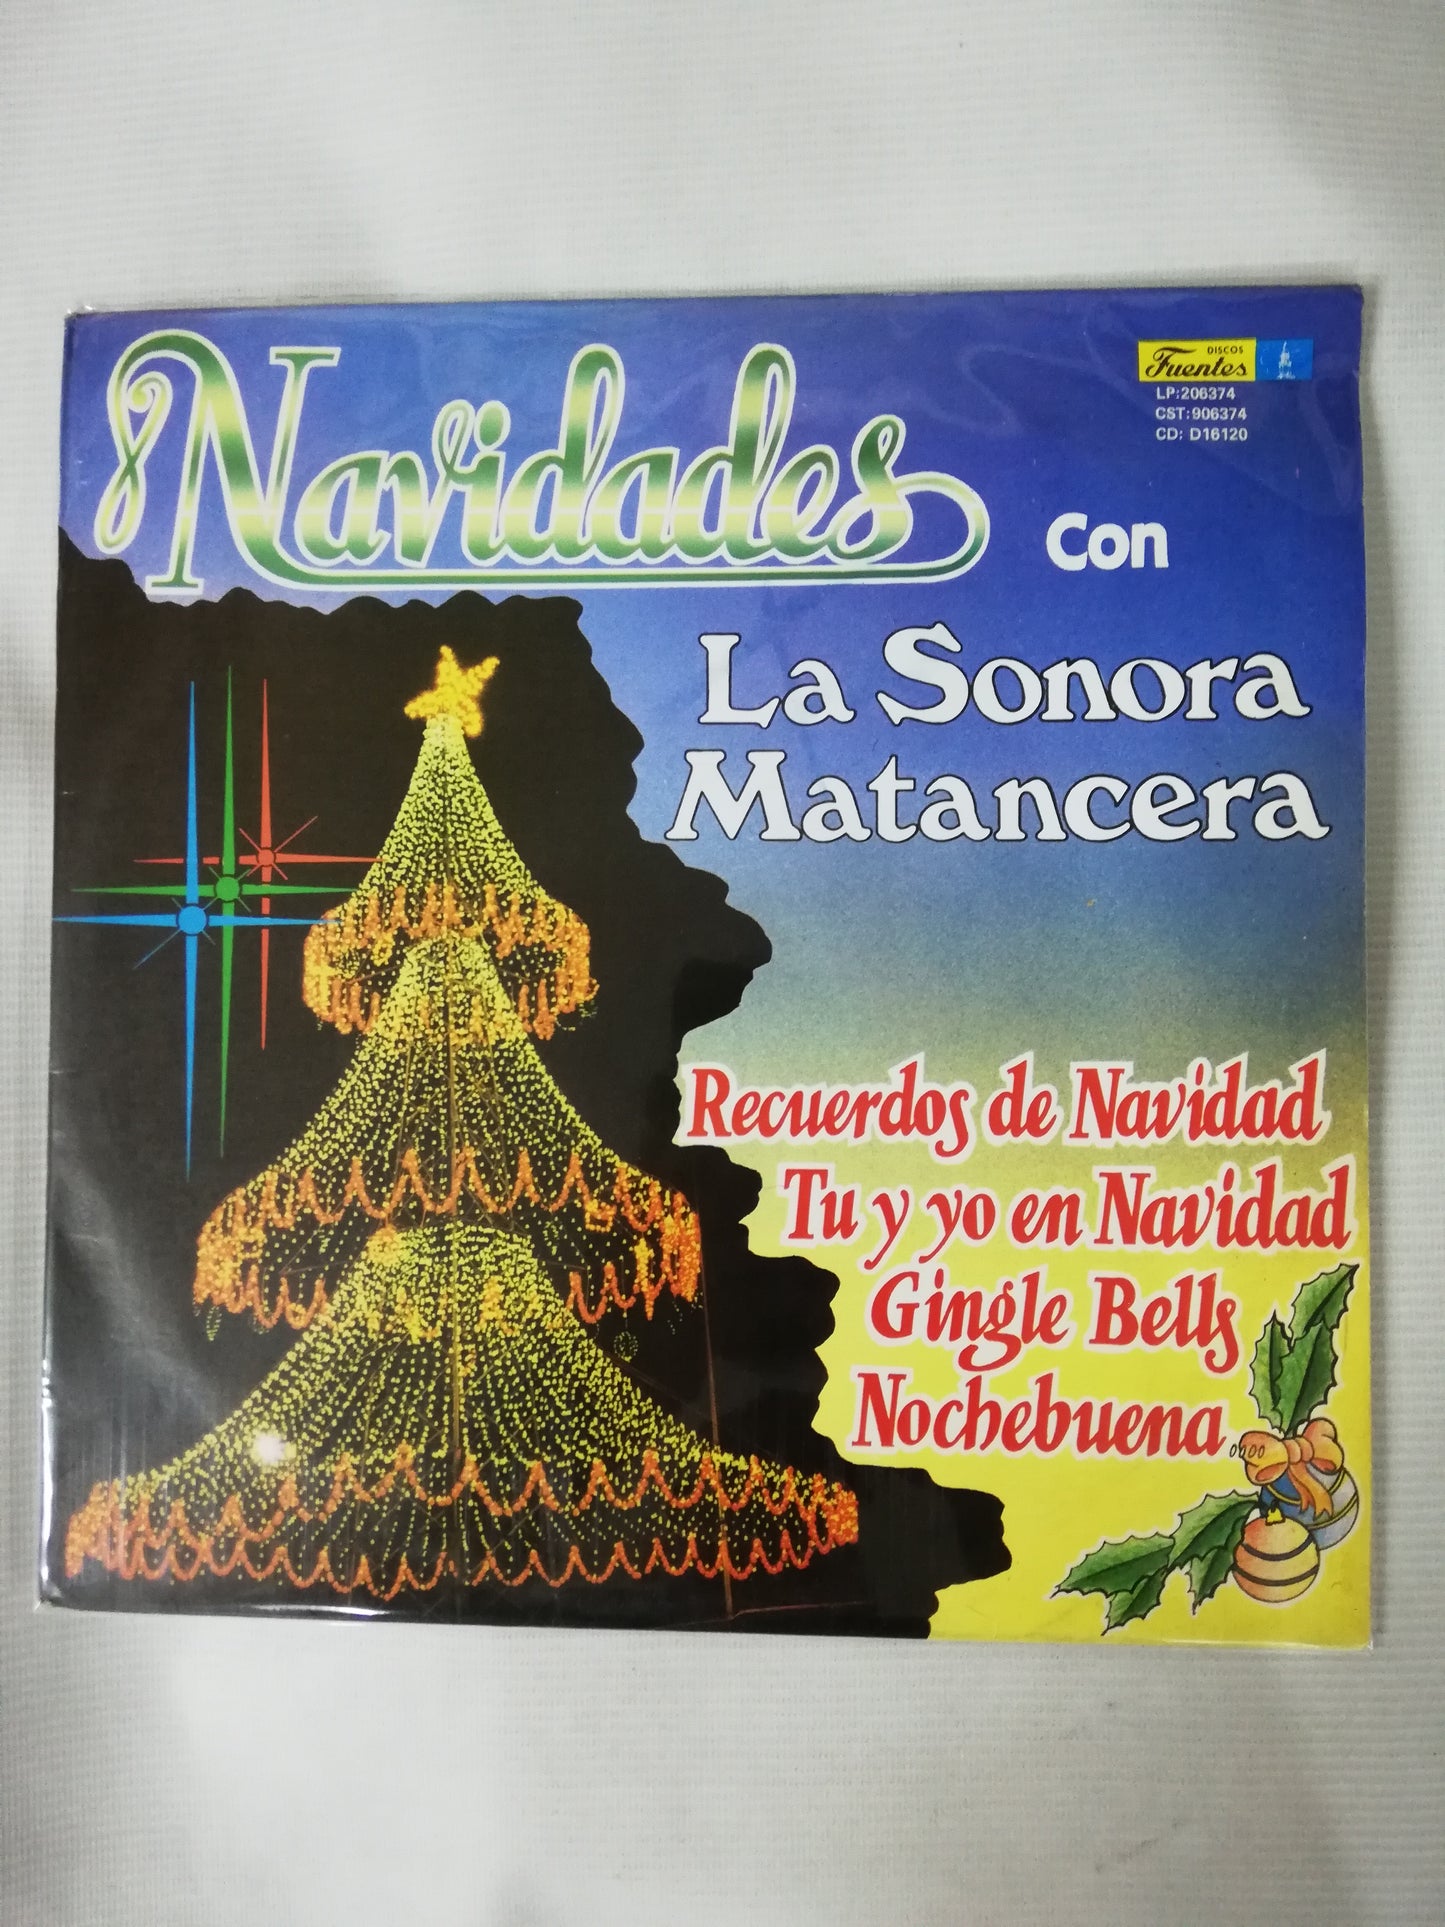 Navidades
con
La Sonora
Matancera
DISCOS
Fuentes
LP:206374
CST:906374
CD: D16120
Recuerdos de Navidad
Tu y yo en Navidad
Gingle Bells
Nochebuena